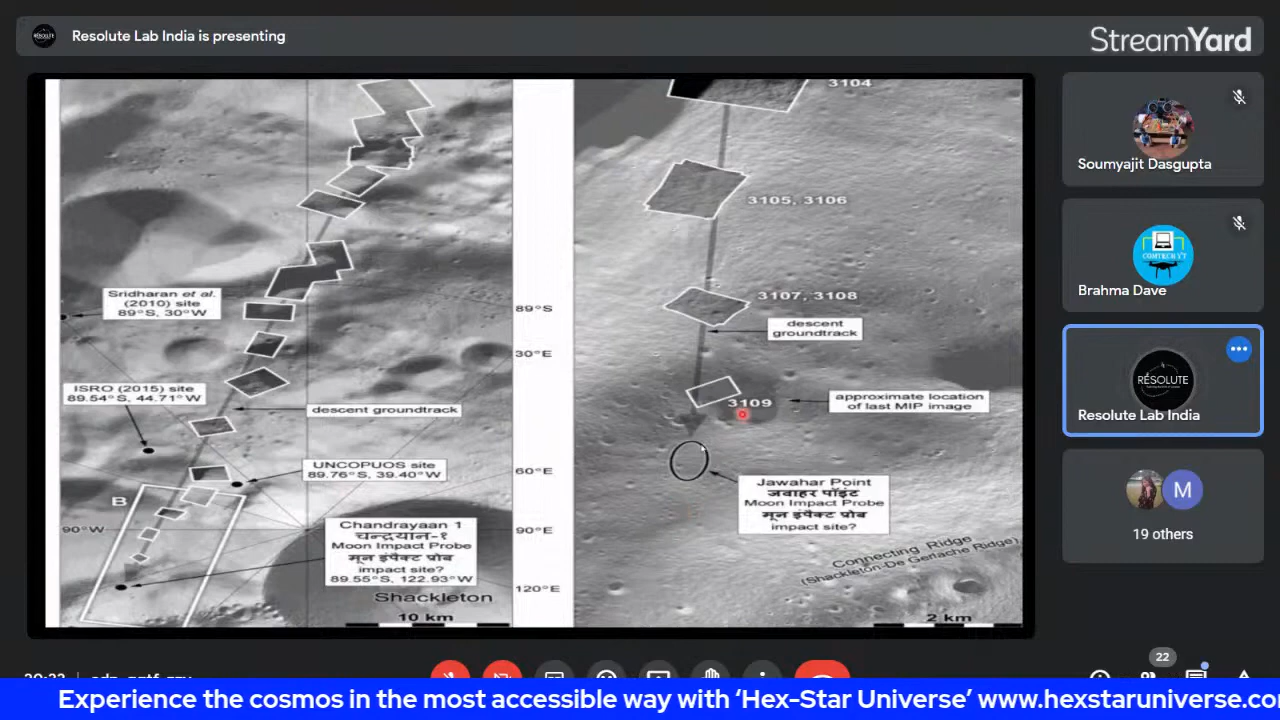 Resolute Lab India is presenting
StreamYard
Sridharan et al.
(2010) site
89°S, 30°W
ISRO (2015) site
89.54°S, 44.71°W
descent groundtrack
UNCOPUOS site
89.76°S, 39.40°W
B
90°W
Chandrayaan 1
चन्द्रयान-१
Moon Impact Probe
मून इंपैक्ट प्रोब
impact site?
89.55°S, 122.93°W
Shackleton
10 km
89°S
30°E
60°E
90°E
120°E
3104
3105, 3106
3107, 3108
descent
groundtrack
3109
approximate location
of last MIP image
Jawahar Point
जवाहर पॉइंट
Moon Impact Probe
मून इंपैक्ट प्रोब
impact site?
Connecting Ridge
(Shackleton-De Gerlache Ridge)
2 km
Soumyajit Dasgupta
COMTECH
Brahma Dave
RÉSOLUTE
Resolute Lab India
M
19 others
22
Experience the cosmos in the most accessible way with ‘Hex-Star Universe’ www.hexstaruniverse.co